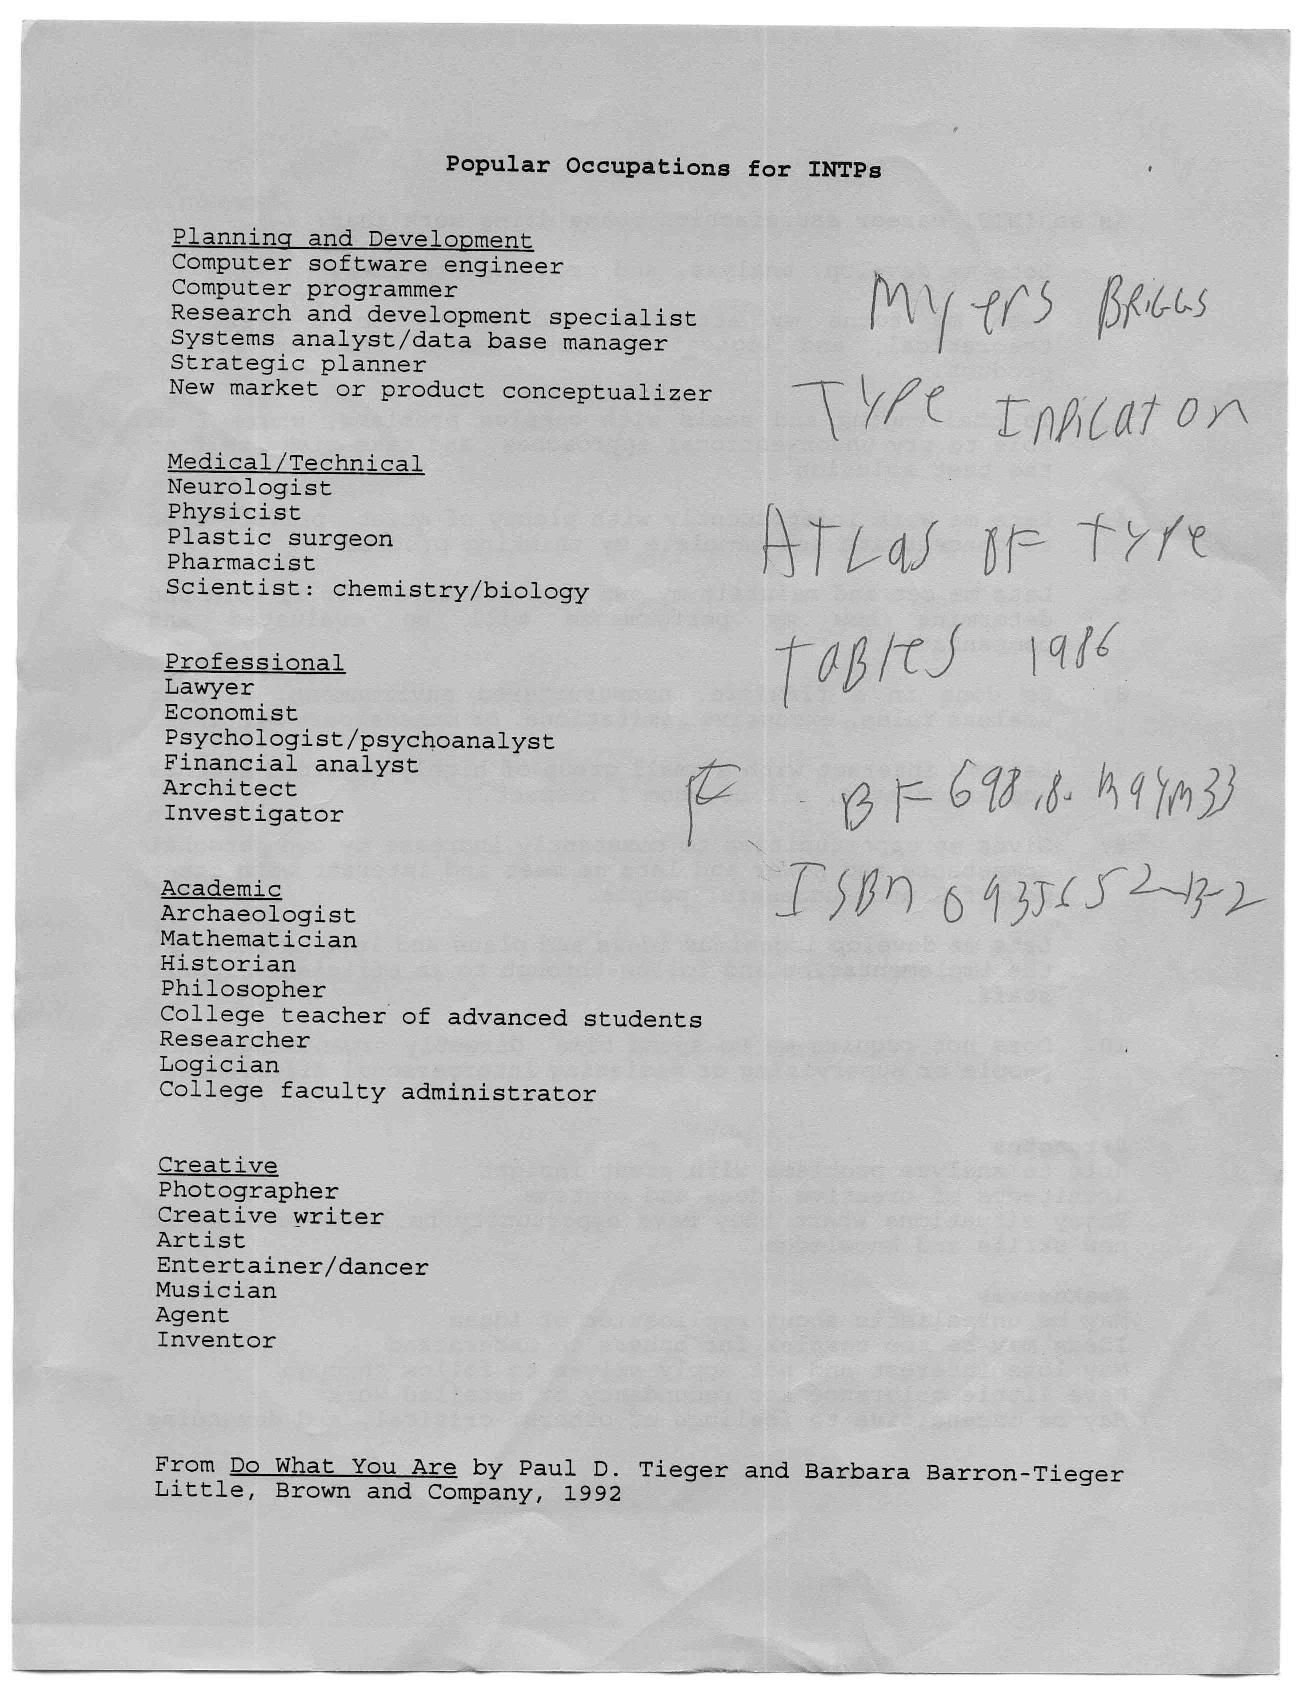 Popular Occupations for INTPs
Planning and Development
Computer software engineer
Computer programmer
Research and development specialist
Systems analyst/data base manager
Strategic planner
New market or product conceptualizer
Myers BRIGGS
TYPE INDICATOR
Medical/Technical
Neurologist
Physicist
Plastic surgeon
Pharmacist
Scientist: chemistry/biology
ATLAS OF TYPE
TABLES 1986
Professional
Lawyer
Economist
Psychologist/psychoanalyst
Financial analyst
Architect
Investigator
BF 698.8. M94M33
ISBN 0935652-13-2
Academic
Archaeologist
Mathematician
Historian
Philosopher
College teacher of advanced students
Researcher
Logician
College faculty administrator
Creative
Photographer
Creative writer
Artist
Entertainer/dancer
Musician
Agent
Inventor
From Do What You Are by Paul D. Tieger and Barbara Barron-Tieger
Little, Brown and Company, 1992